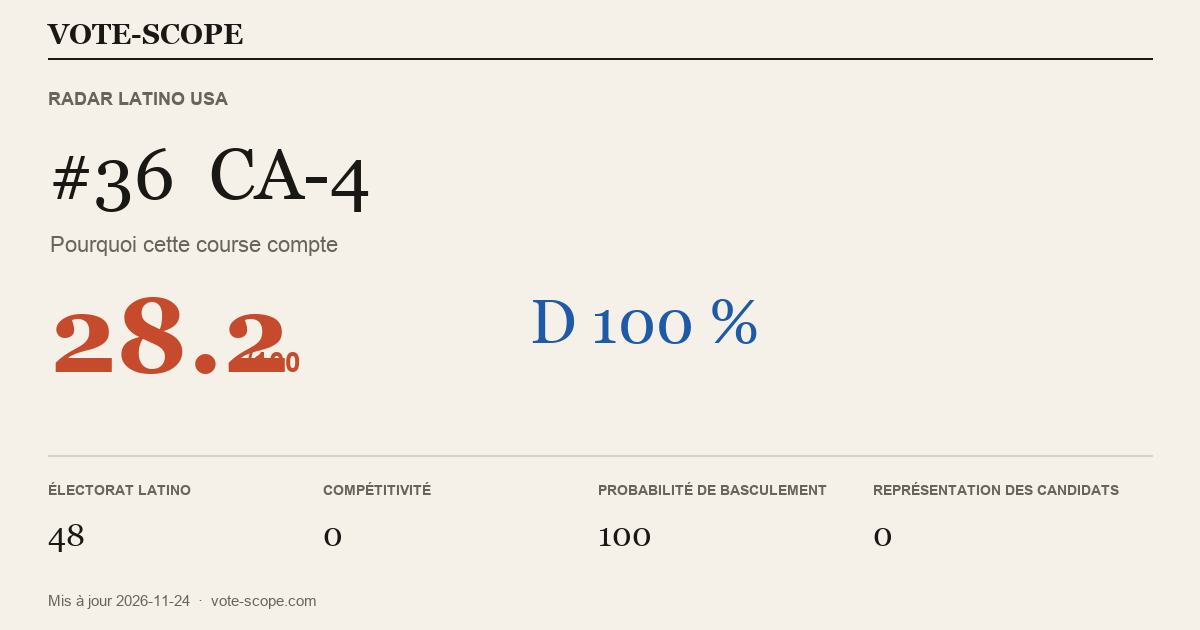 VOTE-SCOPE
RADAR LATINO USA
#36 CA-4
Pourquoi cette course compte
28.2 /100
D 100 %
ÉLECTORAT LATINO
COMPÉTITIVITÉ
PROBABILITÉ DE BASCULEMENT
REPRÉSENTATION DES CANDIDATS
48
0
100
0
Mis à jour 2026-11-24 · vote-scope.com